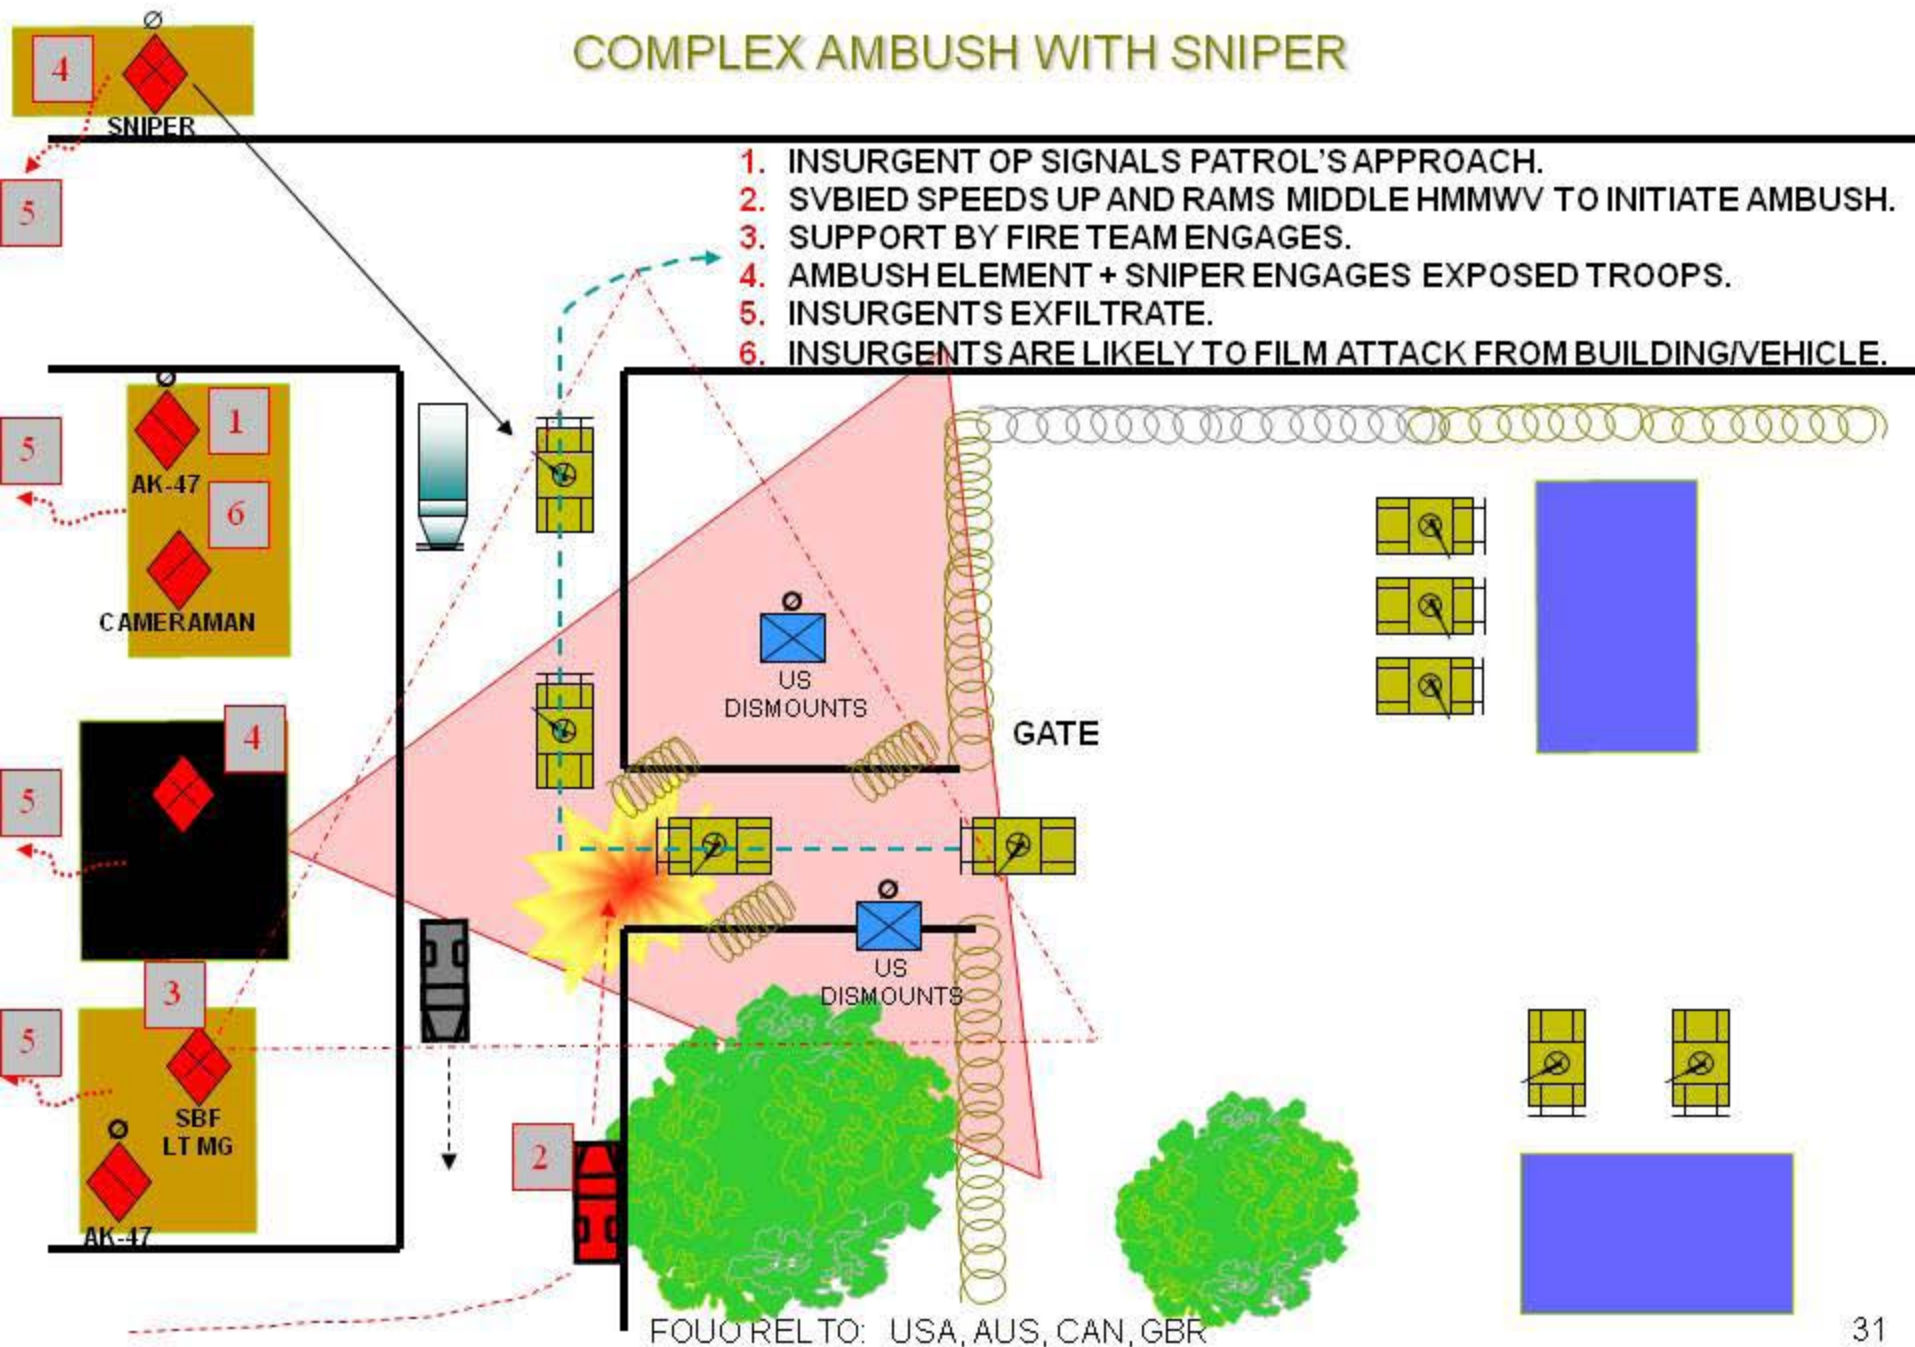 COMPLEX AMBUSH WITH SNIPER
4
SNIPER
5
1. INSURGENT OP SIGNALS PATROL'S APPROACH.
2. SVBIED SPEEDS UP AND RAMS MIDDLE HMMWV TO INITIATE AMBUSH.
3. SUPPORT BY FIRE TEAM ENGAGES.
4. AMBUSH ELEMENT + SNIPER ENGAGES EXPOSED TROOPS.
5. INSURGENTS EXFILTRATE.
6. INSURGENTS ARE LIKELY TO FILM ATTACK FROM BUILDING/VEHICLE.
1
5
AK-47
6
CAMERAMAN
US
DISMOUNTS
GATE
4
5
US
DISMOUNTS
3
5
SBF
LT MG
2
AK-47
FOUO REL TO: USA, AUS, CAN, GBR
31